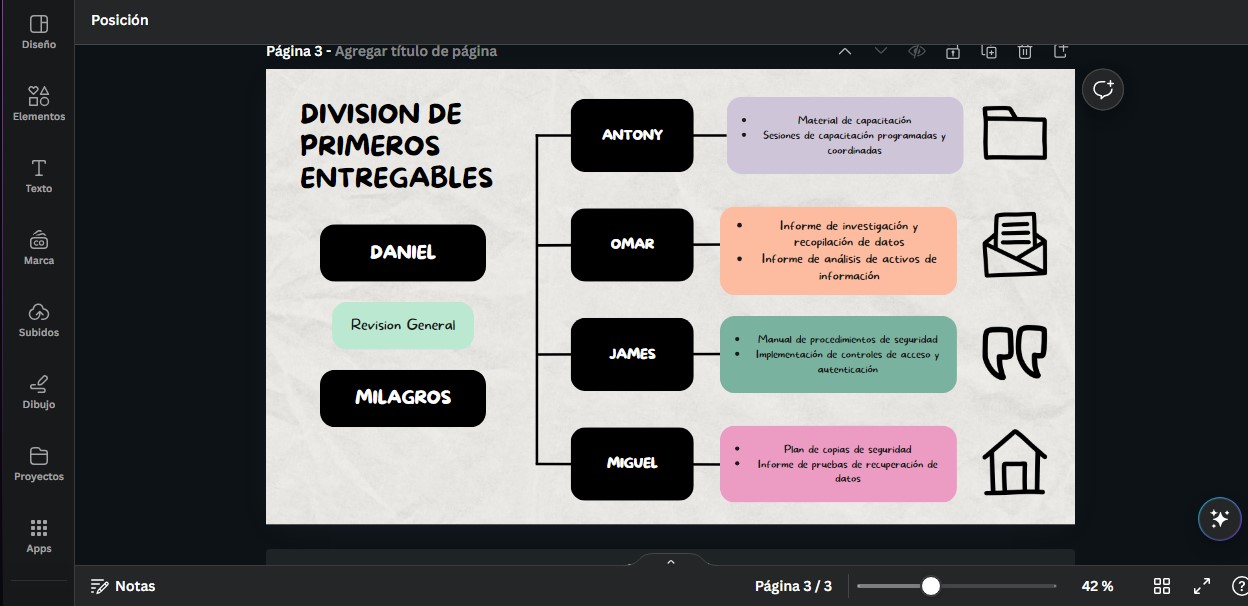 Posición
Diseño
Elementos
Texto
Marca
CO
Subidos
Dibujo
Proyectos
Apps
Página 3 - Agregar título de página
DIVISION DE
PRIMEROS
ENTREGABLES
DANIEL
Revision General
MILAGROS
ANTONY
• Material de capacitación
• Sesiones de capacitación programadas y
coordinadas
OMAR
• Informe de investigación y
recopilación de datos
• Informe de análisis de activos de
información
JAMES
• Manual de procedimientos de seguridad
• Implementación de controles de acceso y
autenticación
MIGUEL
• Plan de copias de seguridad
• Informe de pruebas de recuperación de
datos
Notas
Página 3 / 3
42 %